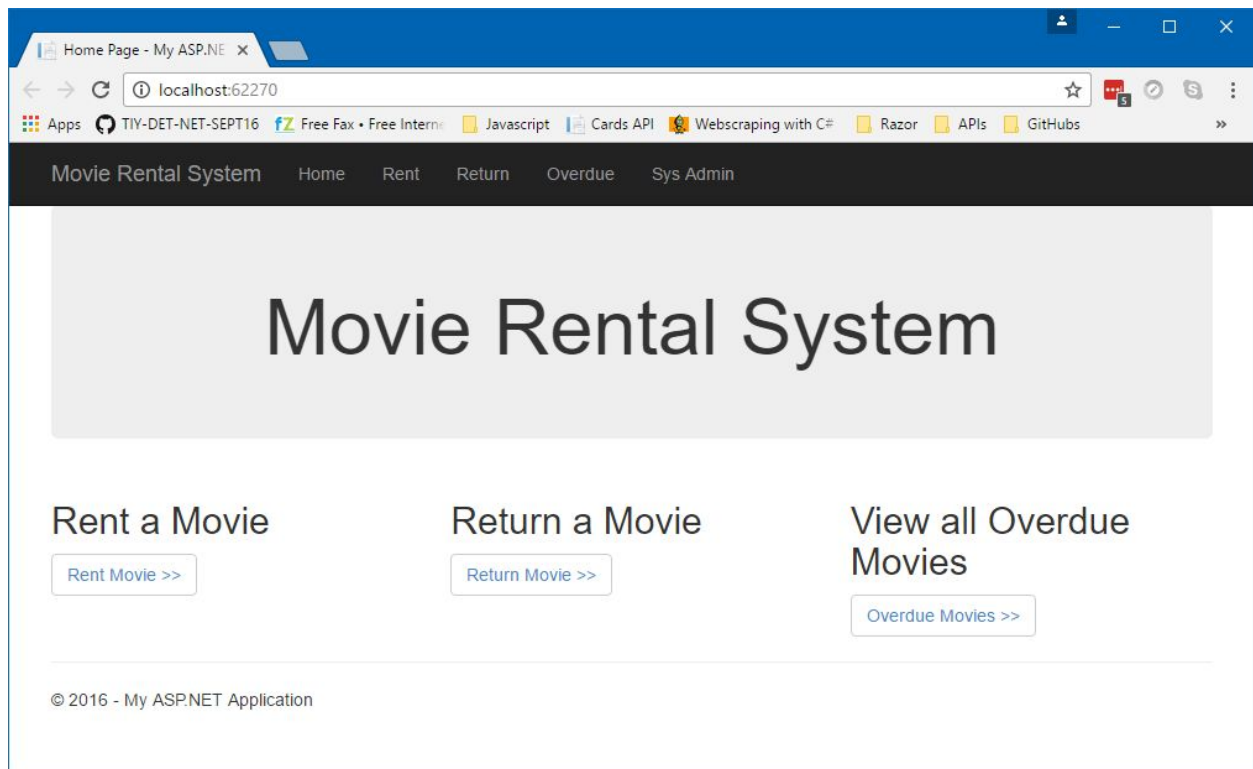 Home Page - My ASP.NE
localhost:62270
5
Apps TIY-DET-NET-SEPT16 fZ Free Fax • Free Interne Javascript Cards API Webscraping with C# Razor APIs GitHubs »
Movie Rental System Home Rent Return Overdue Sys Admin
Movie Rental System
Rent a Movie
Rent Movie >>
Return a Movie
Return Movie >>
View all Overdue
Movies
Overdue Movies >>
© 2016 - My ASP.NET Application